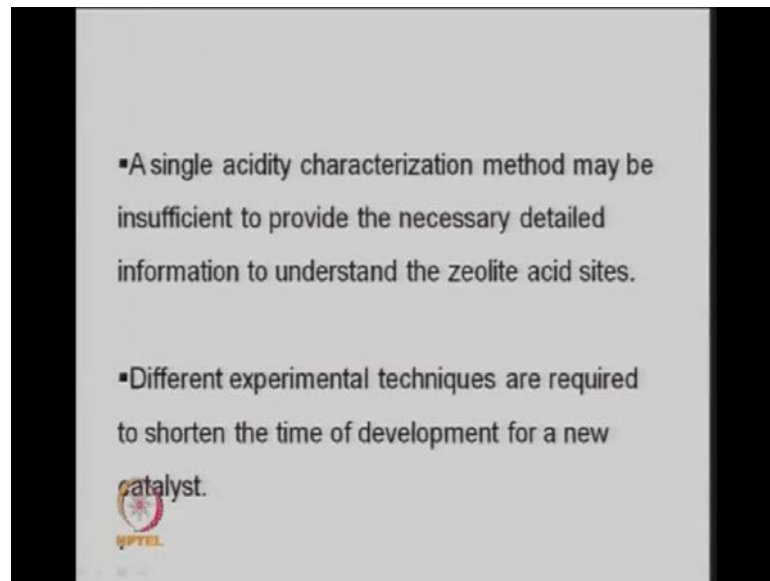 ▪A single acidity characterization method may be
insufficient to provide the necessary detailed
information to understand the zeolite acid sites.
▪Different experimental techniques are required
to shorten the time of development for a new
catalyst.
NPTEL